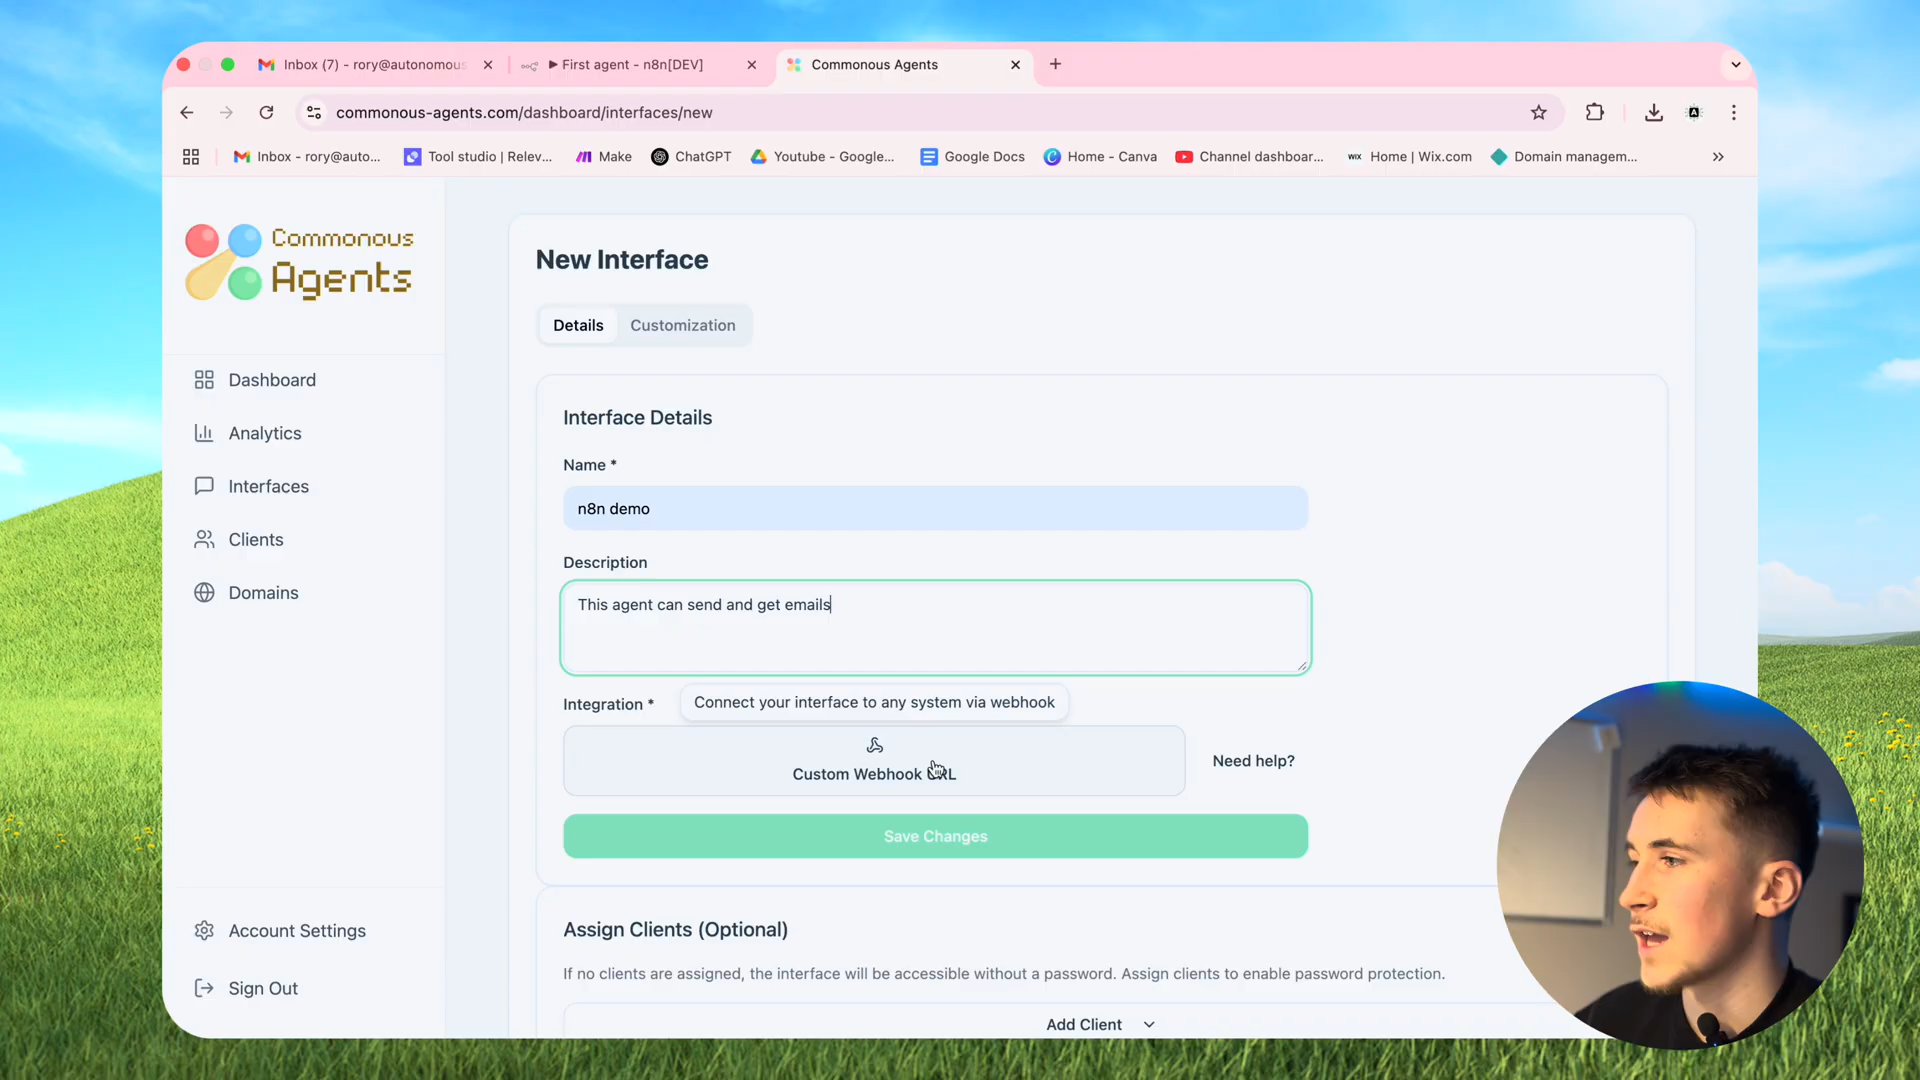 Inbox (7) - rory@autonomous
First agent - n8n[DEV]
Commonous Agents
commonous-agents.com/dashboard/interfaces/new
Inbox - rory@auto...
Tool studio | Relev...
Make
ChatGPT
Youtube - Google...
Google Docs
Home - Canva
Channel dashboar...
WIX
Home | Wix.com
Domain managem...
Commonous
Agents
Dashboard
Analytics
Interfaces
Clients
Domains
Account Settings
Sign Out
New Interface
Details
Customization
Interface Details
Name *
n8n demo
Description
This agent can send and get emails
Integration *
Connect your interface to any system via webhook
Custom Webhook URL
Need help?
Save Changes
Assign Clients (Optional)
If no clients are assigned, the interface will be accessible without a password. Assign clients to enable password protection.
Add Client